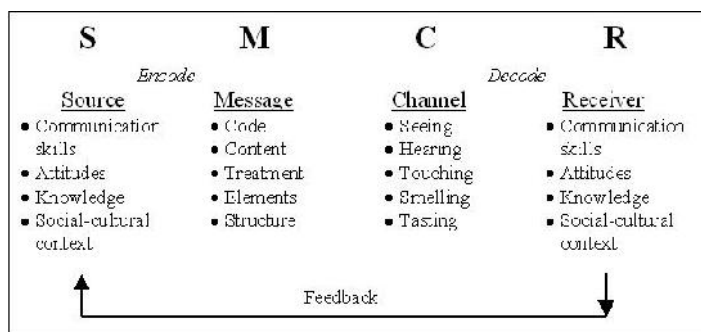 S M C R
Encode Decode
Source Message Channel Receiver
• Communication skills
• Attitudes
• Knowledge
• Social-cultural context
• Code
• Content
• Treatment
• Elements
• Structure
• Seeing
• Hearing
• Touching
• Smelling
• Tasting
• Communication skills
• Attitudes
• Knowledge
• Social-cultural context
Feedback